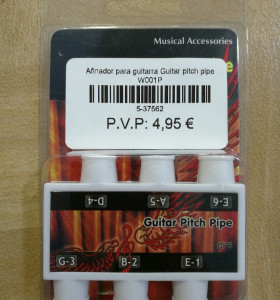 Musical Accessories
e
Afinador para guitarra Guitar pitch pipe
W001P
5-37562
P.V.P: 4,95 €
D-4 A-5 E-6
Guitar Pitch Pipe
G-3 B-2 E-1